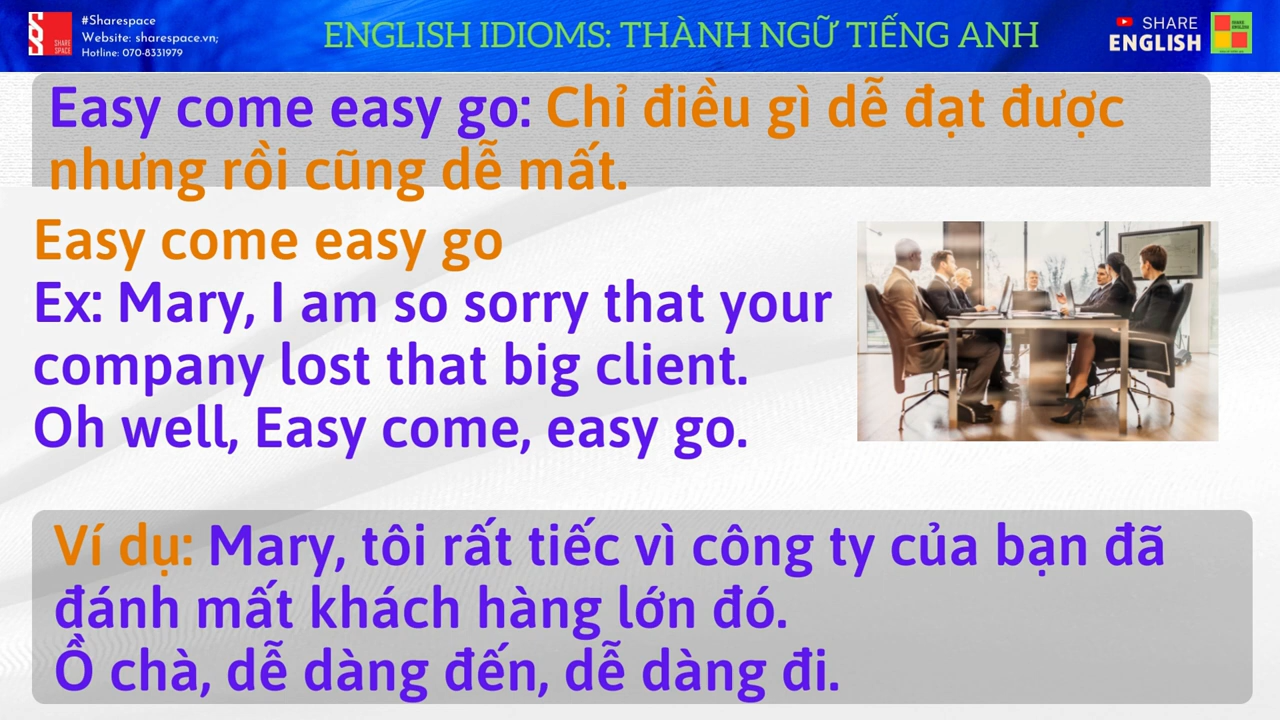 #Sharespace
Website: sharespace.vn;
Hotline: 070-8331979
SHARE
SPACE
ENGLISH IDIOMS: THÀNH NGỮ TIẾNG ANH
SHARE
ENGLISH
Easy come easy go: Chỉ điều gì dễ đạt được
nhưng rồi cũng dễ mất.
Easy come easy go
Ex: Mary, I am so sorry that your
company lost that big client.
Oh well, Easy come, easy go.
Ví dụ: Mary, tôi rất tiếc vì công ty của bạn đã
đánh mất khách hàng lớn đó.
Ồ chà, dễ dàng đến, dễ dàng đi.